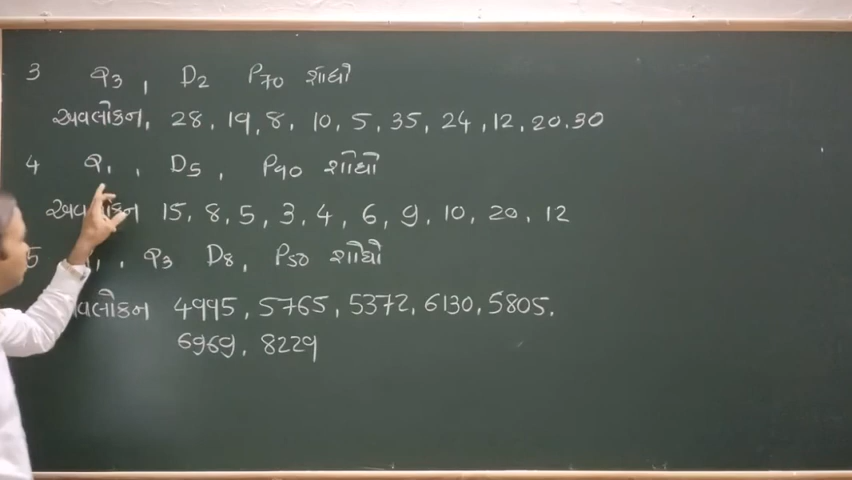 3 Q3, D2 P70 શોધો
અવલોકન, 28, 19, 8, 10, 5, 35, 24, 12, 20, 30
4 Q1, D5, P90 શોધો
અવલોકન 15, 8, 5, 3, 4, 6, 9, 10, 20, 12
5 , Q3 D8, P50 શોધો
4995, 5765, 5372, 6130, 5805,
6969, 8229